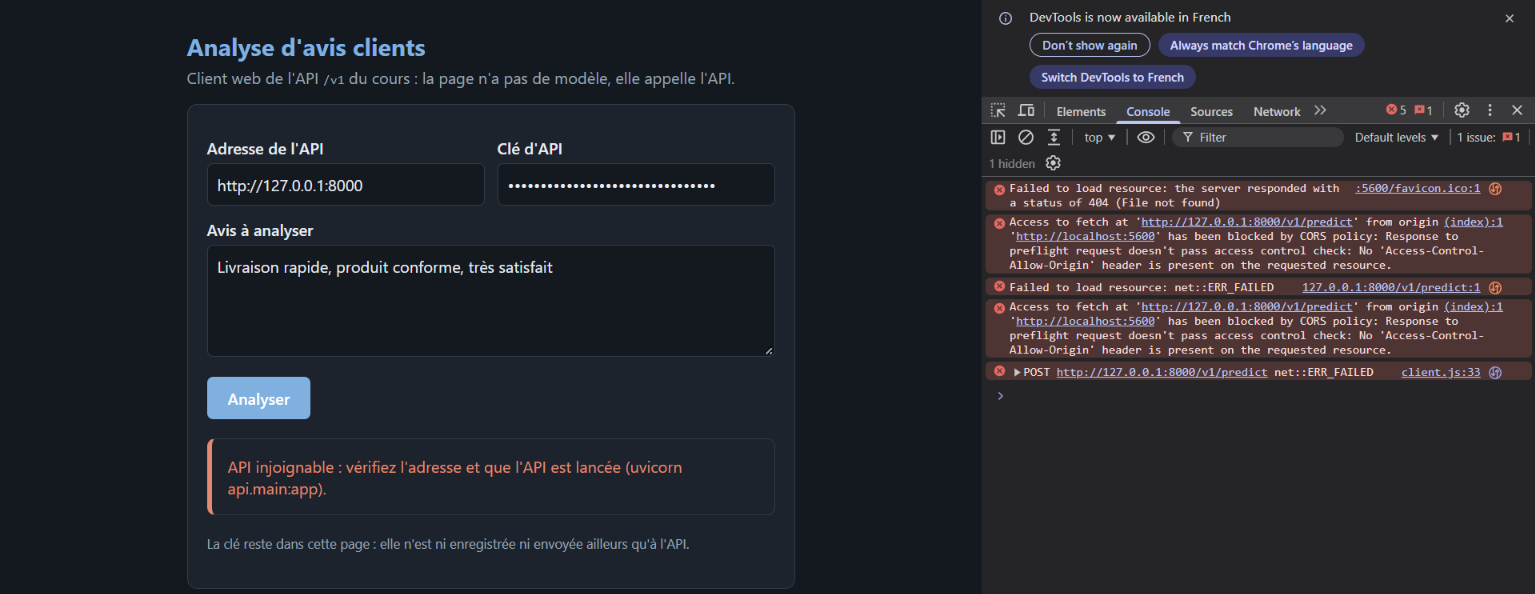 Analyse d'avis clients
Client web de l'API /v1 du cours : la page n'a pas de modèle, elle appelle l'API.
Adresse de l'API
Clé d'API
http://127.0.0.1:8000
••••••••••••••••••••••••••••••••
Avis à analyser
Livraison rapide, produit conforme, très satisfait
Analyser
API injoignable : vérifiez l'adresse et que l'API est lancée (uvicorn
api.main:app).
La clé reste dans cette page : elle n'est ni enregistrée ni envoyée ailleurs qu'à l'API.
DevTools is now available in French
Don't show again
Always match Chrome's language
Switch DevTools to French
Elements
Console
Sources
Network
5
1
top
Filter
Default levels
1 issue:
1
1 hidden
Failed to load resource: the server responded with :5600/favicon.ico:1
a status of 404 (File not found)
Access to fetch at 'http://127.0.0.1:8000/v1/predict' from origin (index):1
'http://localhost:5600' has been blocked by CORS policy: Response to
preflight request doesn't pass access control check: No 'Access-Control-
Allow-Origin' header is present on the requested resource.
Failed to load resource: net::ERR_FAILED 127.0.0.1:8000/v1/predict:1
Access to fetch at 'http://127.0.0.1:8000/v1/predict' from origin (index):1
'http://localhost:5600' has been blocked by CORS policy: Response to
preflight request doesn't pass access control check: No 'Access-Control-
Allow-Origin' header is present on the requested resource.
POST http://127.0.0.1:8000/v1/predict net::ERR_FAILED client.js:33